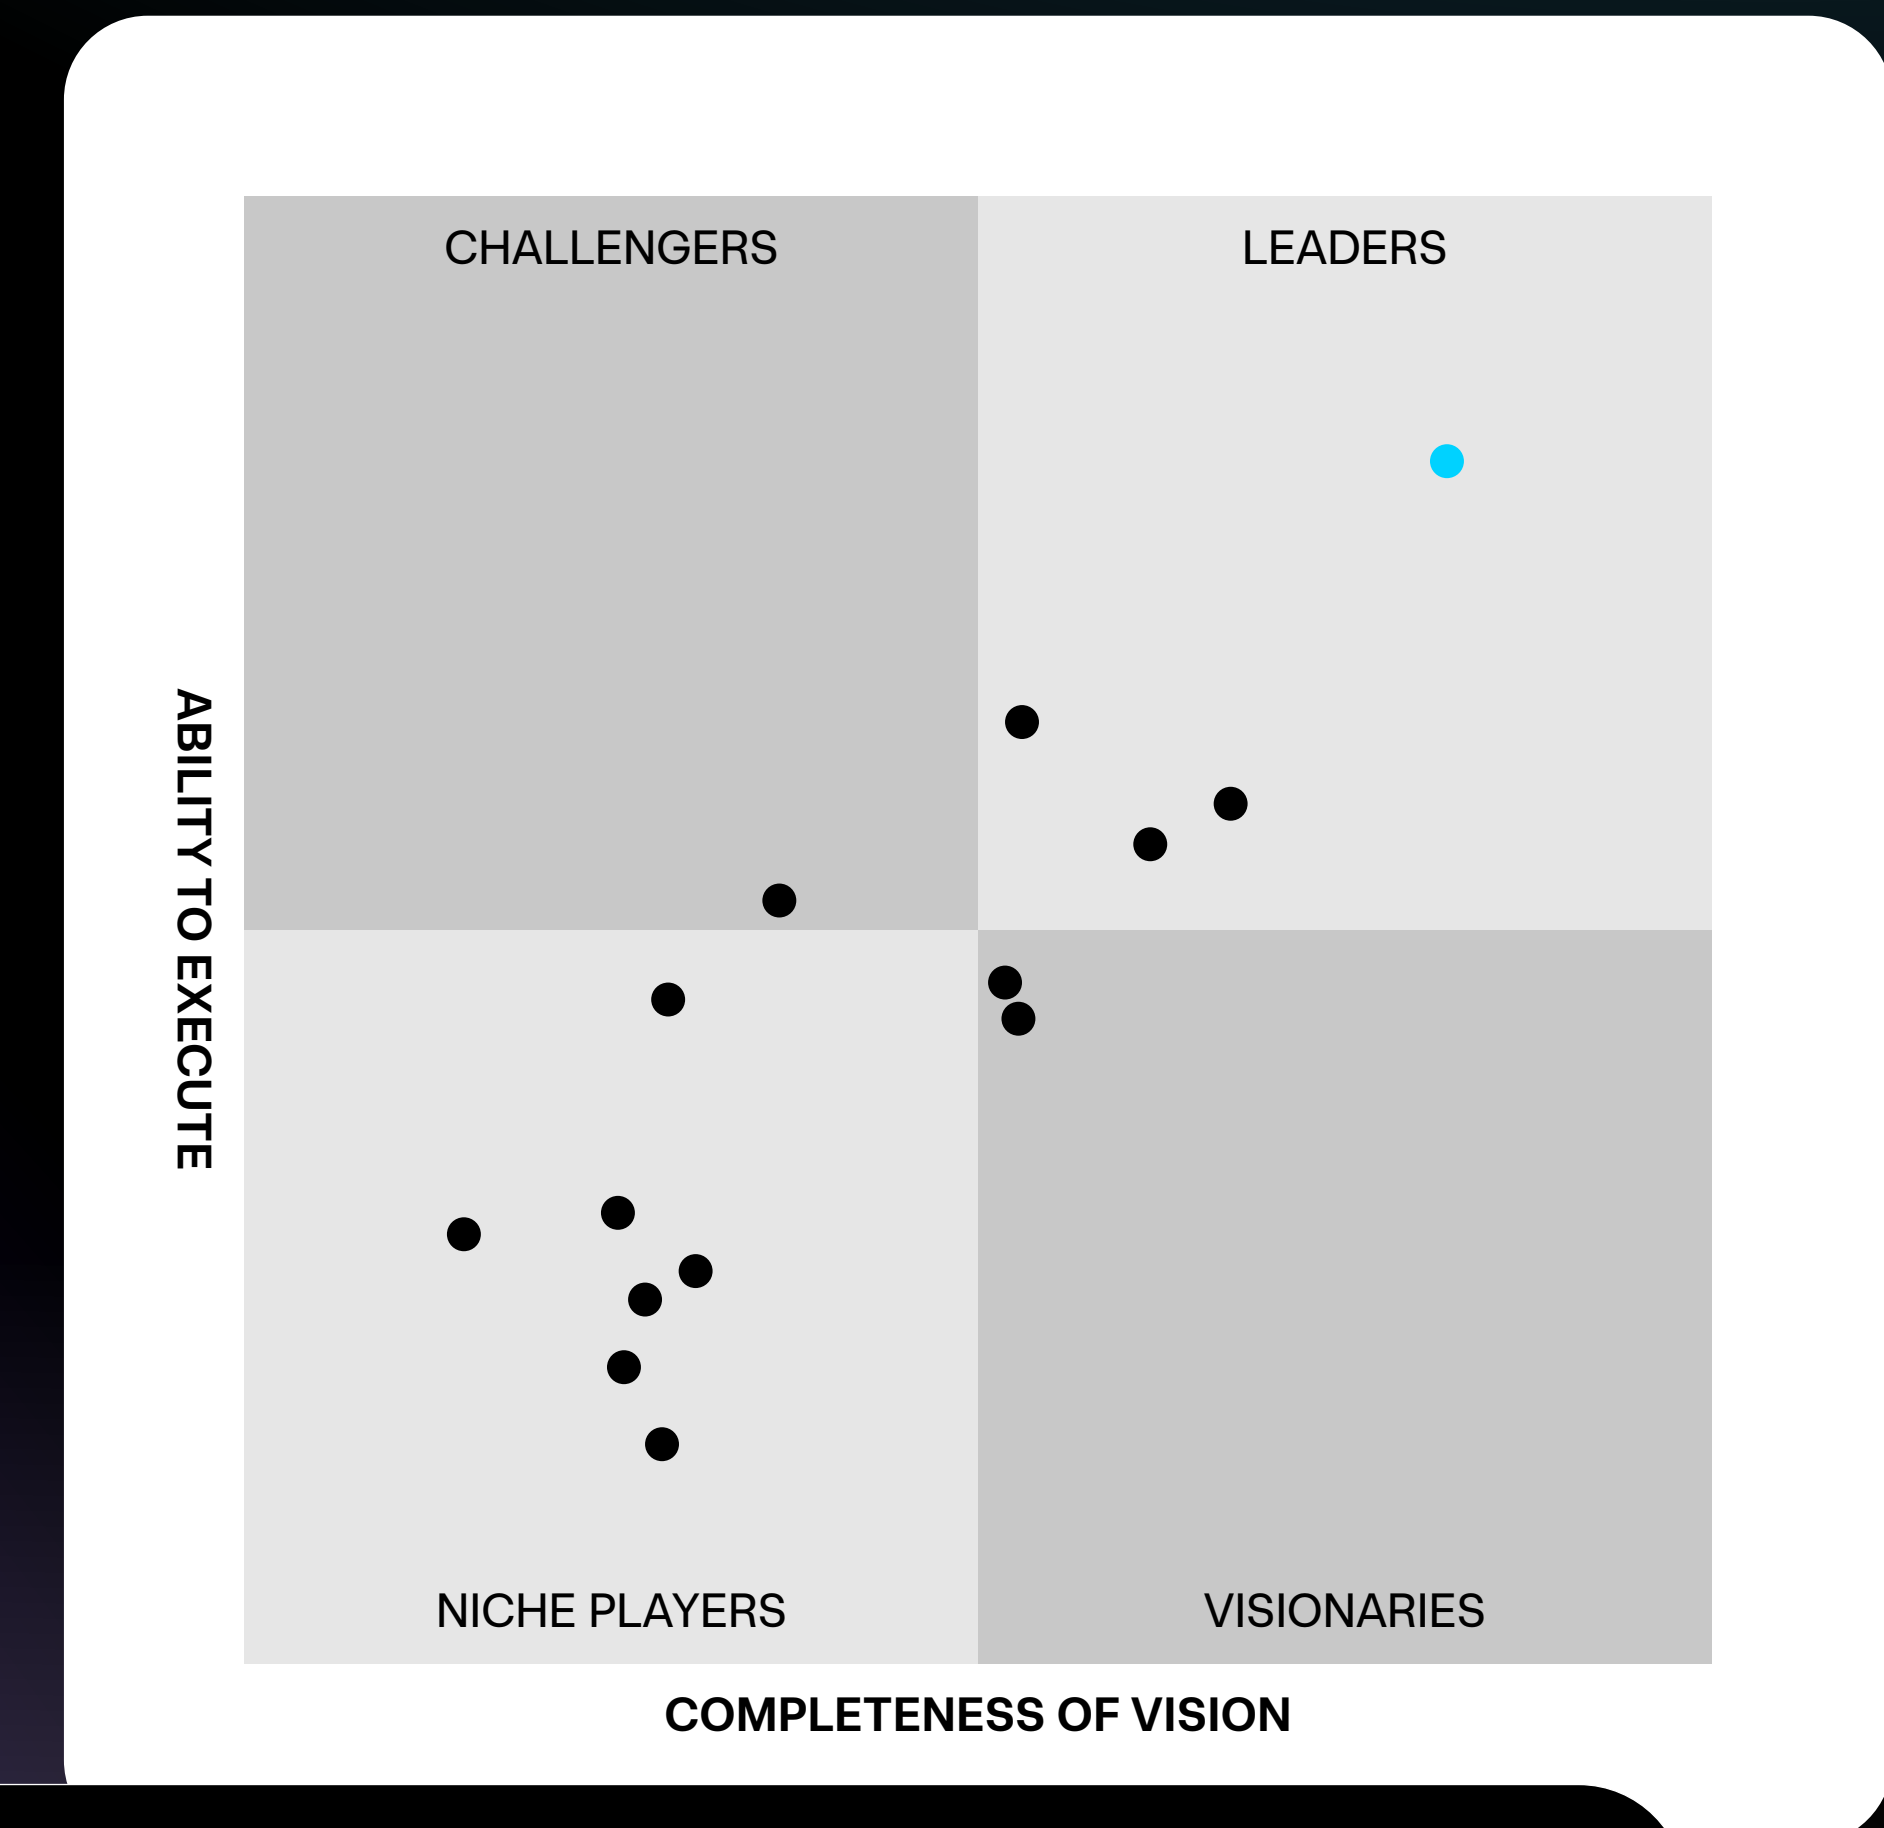 CHALLENGERS
LEADERS
ABILITY TO EXECUTE
NICHE PLAYERS
VISIONARIES
COMPLETENESS OF VISION